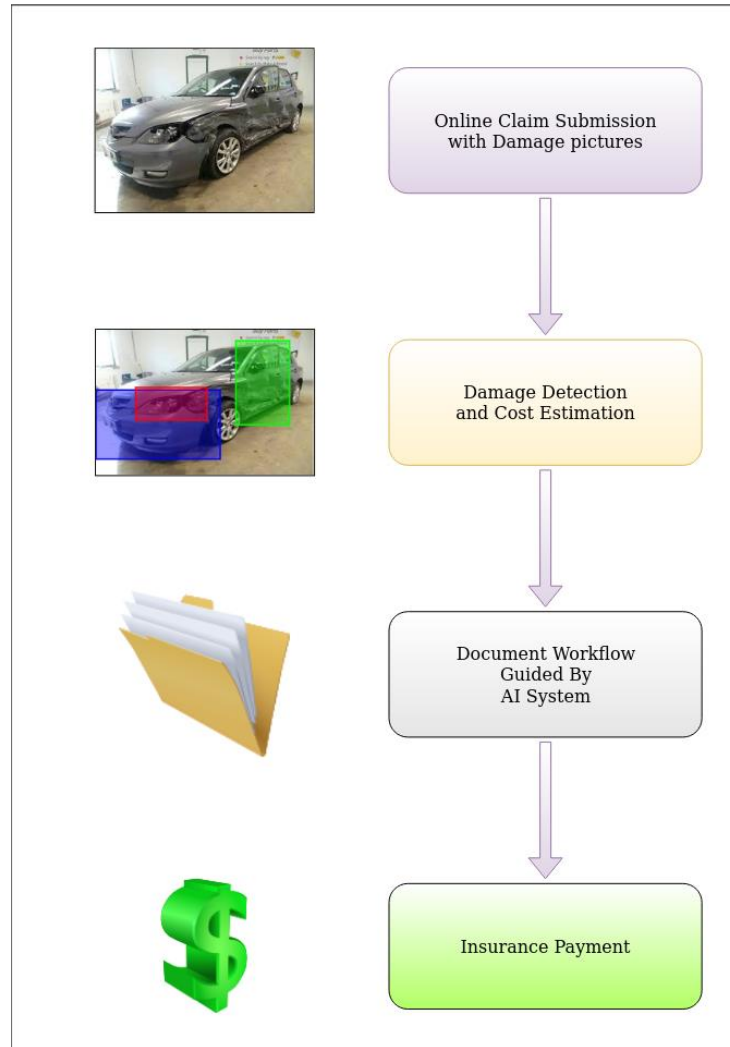 Online Claim Submission
with Damage pictures
Damage Detection
and Cost Estimation
Document Workflow
Guided By
AI System
Insurance Payment